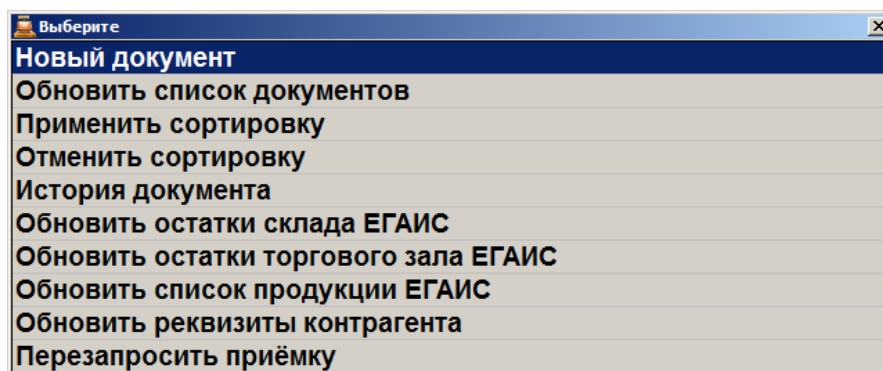 Выберите
Новый документ
Обновить список документов
Применить сортировку
Отменить сортировку
История документа
Обновить остатки склада ЕГАИС
Обновить остатки торгового зала ЕГАИС
Обновить список продукции ЕГАИС
Обновить реквизиты контрагента
Перезапросить приёмку